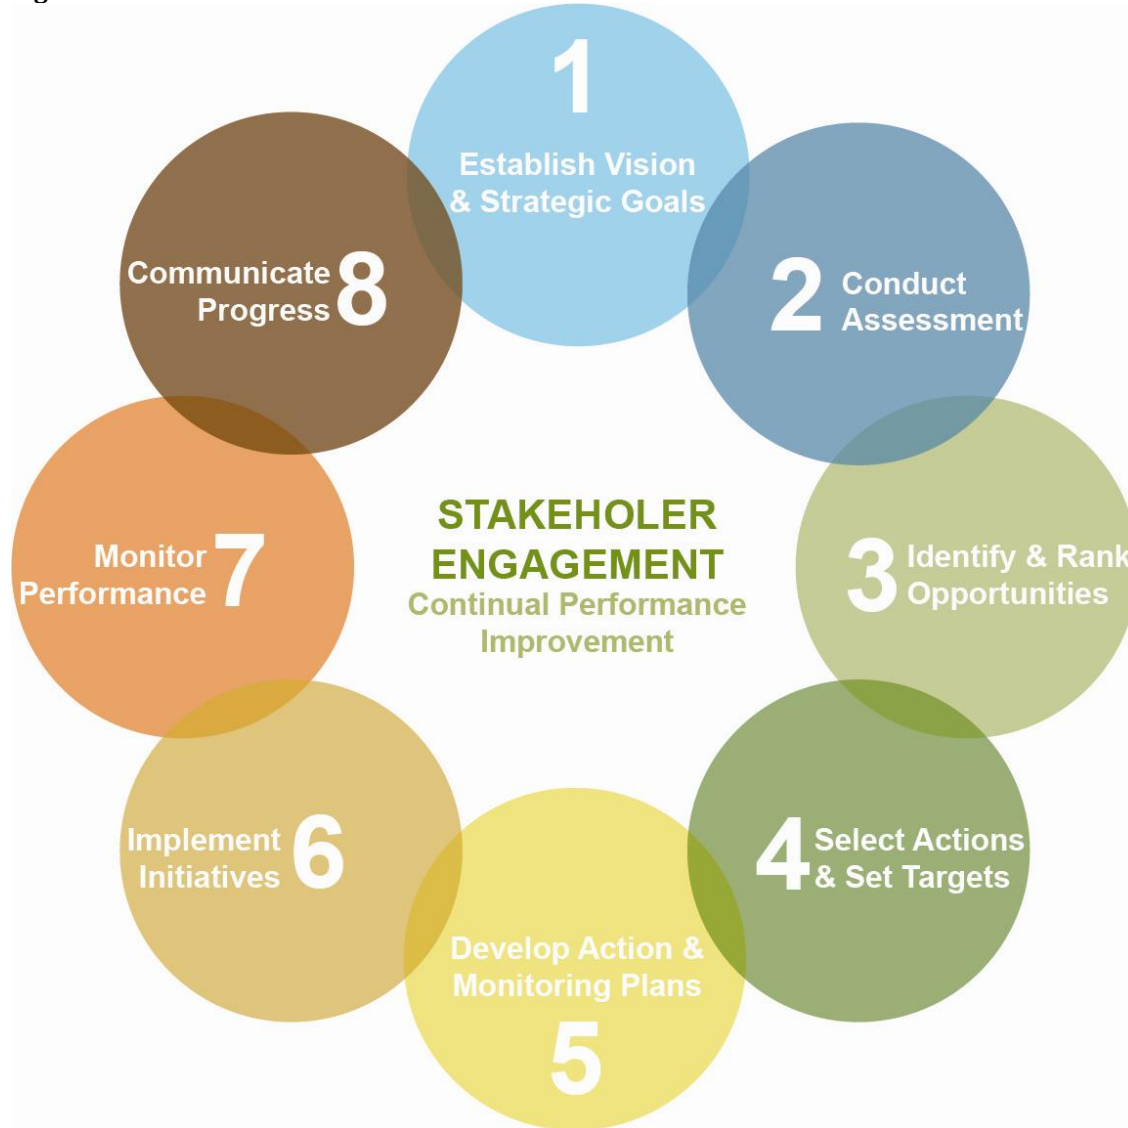 1
Establish Vision
& Strategic Goals
2
Conduct
Assessment
3
Identify & Rank
Opportunities
4
Select Actions
& Set Targets
Develop Action &
Monitoring Plans
5
Implement
Initiatives
6
Monitor
Performance
7
Communicate
Progress
8
STAKEHOLER
ENGAGEMENT
Continual Performance
Improvement